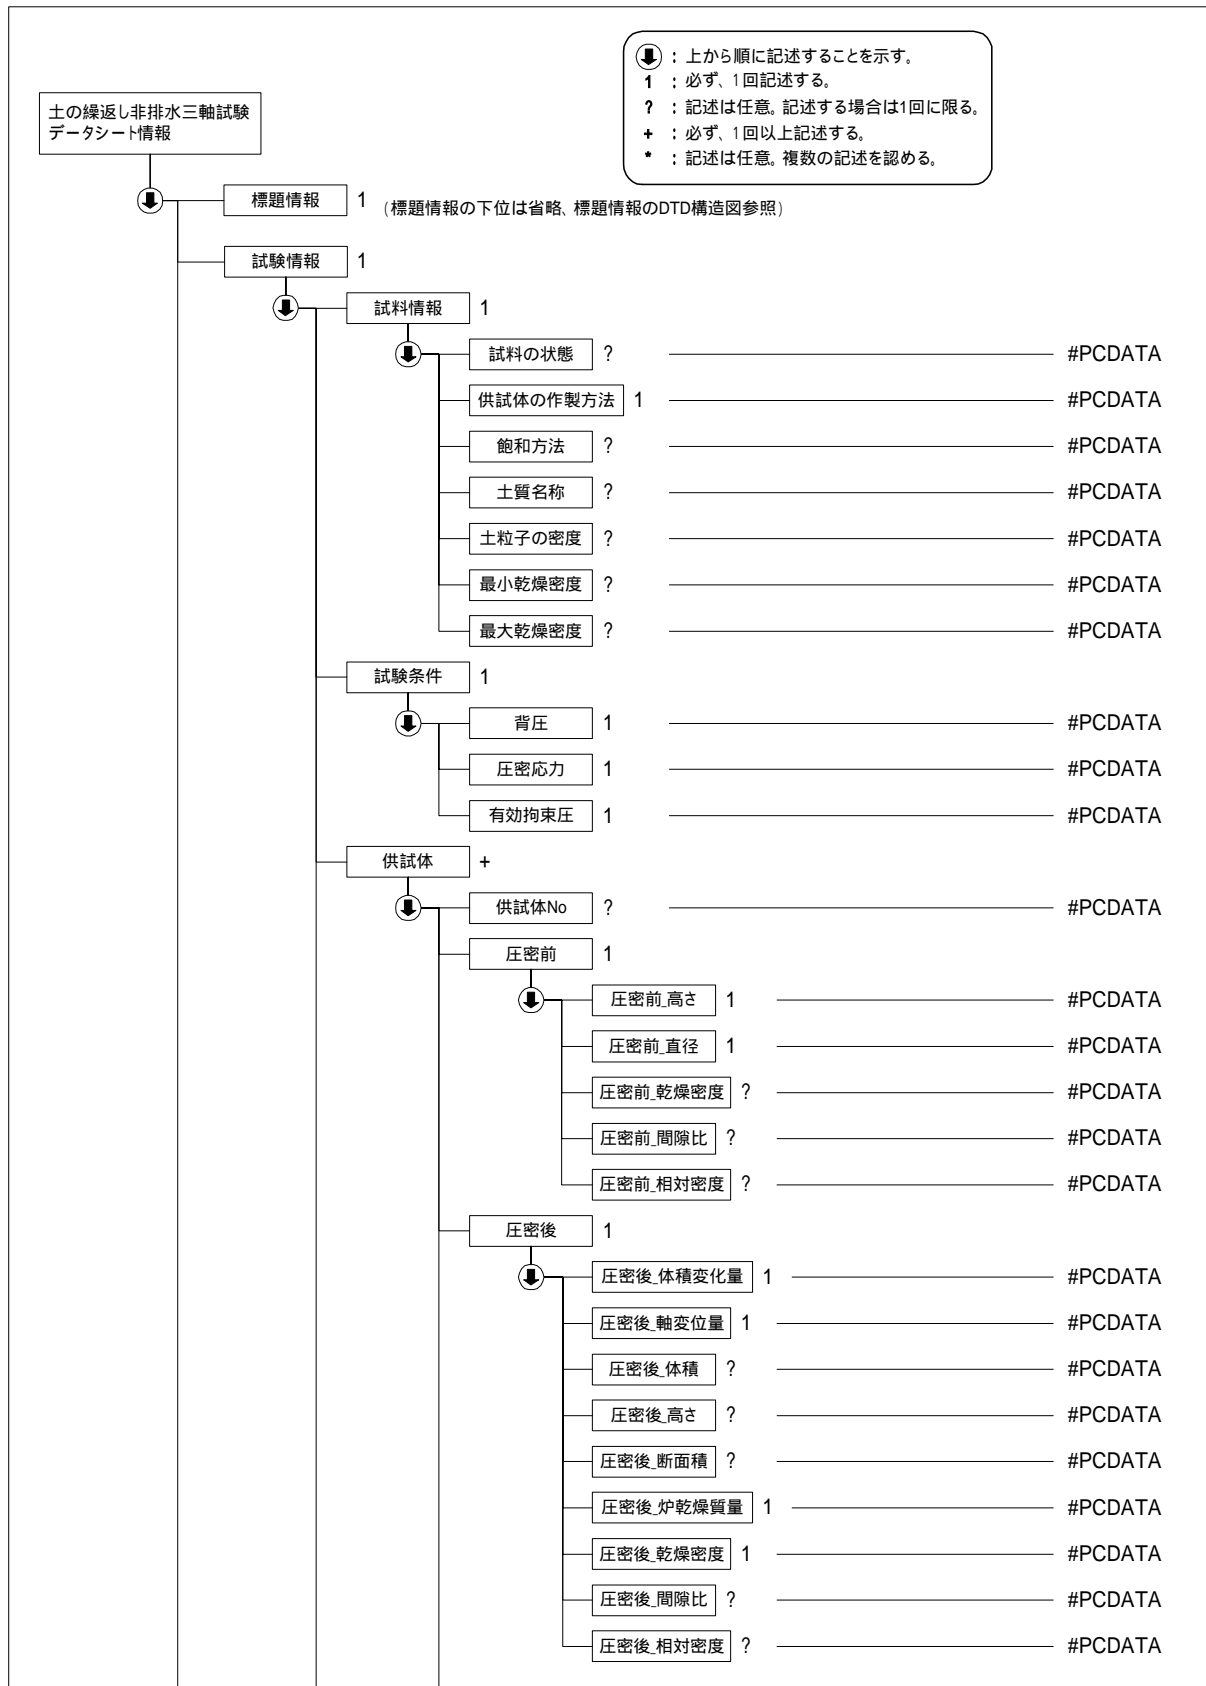 : 上から順に記述することを示す。
1 : 必ず、1回記述する。
? : 記述は任意。記述する場合は1回に限る。
+ : 必ず、1回以上記述する。
* : 記述は任意。複数の記述を認める。
土の繰返し非排水三軸試験
データシート情報
標題情報 1 (標題情報の下位は省略、標題情報のDTD構造図参照)
試験情報 1
試料情報 1
試料の状態 ? #PCDATA
供試体の作製方法 1 #PCDATA
飽和方法 ? #PCDATA
土質名称 ? #PCDATA
土粒子の密度 ? #PCDATA
最小乾燥密度 ? #PCDATA
最大乾燥密度 ? #PCDATA
試験条件 1
背圧 1 #PCDATA
圧密応力 1 #PCDATA
有効拘束圧 1 #PCDATA
供試体 +
供試体No ? #PCDATA
圧密前 1
圧密前_高さ 1 #PCDATA
圧密前_直径 1 #PCDATA
圧密前_乾燥密度 ? #PCDATA
圧密前_間隙比 ? #PCDATA
圧密前_相対密度 ? #PCDATA
圧密後 1
圧密後_体積変化量 1 #PCDATA
圧密後_軸変位量 1 #PCDATA
圧密後_体積 ? #PCDATA
圧密後_高さ ? #PCDATA
圧密後_断面積 ? #PCDATA
圧密後_炉乾燥質量 1 #PCDATA
圧密後_乾燥密度 1 #PCDATA
圧密後_間隙比 ? #PCDATA
圧密後_相対密度 ? #PCDATA